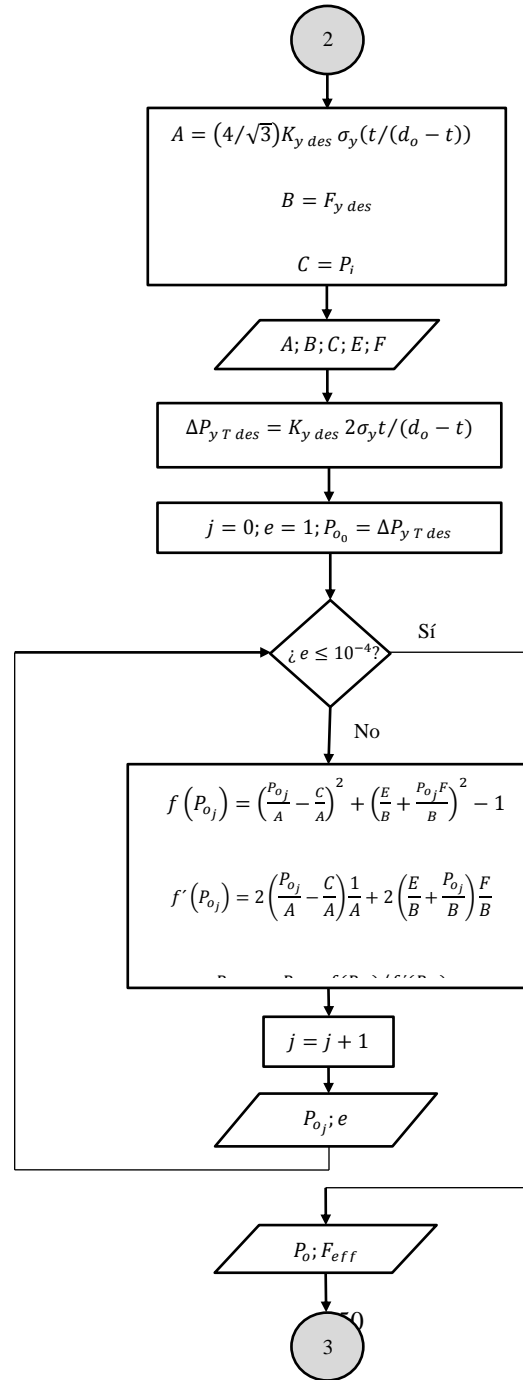 2
A = (4/√3)K_{y des} σ_y(t/(d_o − t))
B = F_{y des}
C = P_i
A; B; C; E; F
ΔP_{y T des} = K_{y des} 2σ_y t/(d_o − t)
j = 0; e = 1; P_{o_0} = ΔP_{y T des}
¿ e ≤ 10^{−4}?
Sí
No
f(P_{o_j}) = (P_{o_j}/A − C/A)^2 + (E/B + P_{o_j}F/B)^2 − 1
f´(P_{o_j}) = 2(P_{o_j}/A − C/A)1/A + 2(E/B + P_{o_j}/B)F/B
j = j + 1
P_{o_j}; e
P_o; F_{eff}
50
3